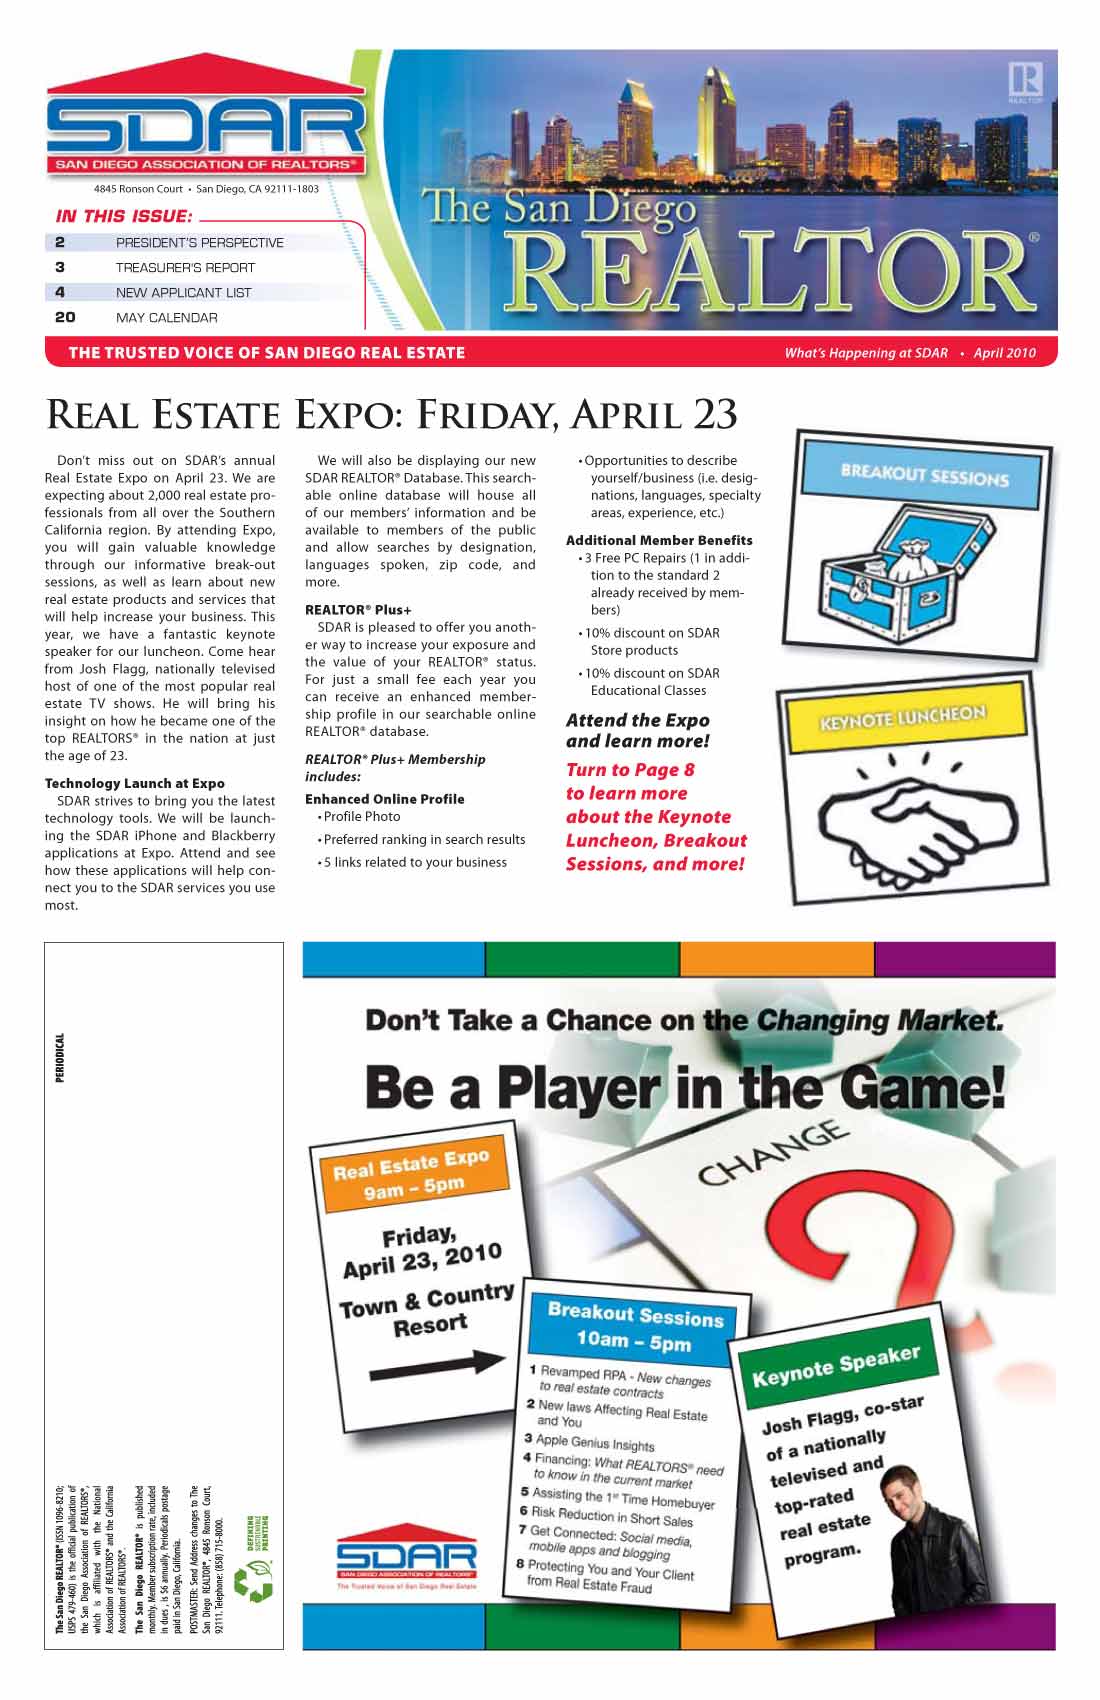 SDAR
SAN DIEGO ASSOCIATION OF REALTORS®
4845 Ronson Court • San Diego, CA 92111-1803
IN THIS ISSUE:
2 PRESIDENT'S PERSPECTIVE
3 TREASURER'S REPORT
4 NEW APPLICANT LIST
20 MAY CALENDAR
R
REALTOR
The San Diego
REALTOR®
THE TRUSTED VOICE OF SAN DIEGO REAL ESTATE
What's Happening at SDAR • April 2010
REAL ESTATE EXPO: FRIDAY, APRIL 23
Don't miss out on SDAR's annual
Real Estate Expo on April 23. We are
expecting about 2,000 real estate pro-
fessionals from all over the Southern
California region. By attending Expo,
you will gain valuable knowledge
through our informative break-out
sessions, as well as learn about new
real estate products and services that
will help increase your business. This
year, we have a fantastic keynote
speaker for our luncheon. Come hear
from Josh Flagg, nationally televised
host of one of the most popular real
estate TV shows. He will bring his
insight on how he became one of the
top REALTORS® in the nation at just
the age of 23.
Technology Launch at Expo
SDAR strives to bring you the latest
technology tools. We will be launch-
ing the SDAR iPhone and Blackberry
applications at Expo. Attend and see
how these applications will help con-
nect you to the SDAR services you use
most.
We will also be displaying our new
SDAR REALTOR® Database. This search-
able online database will house all
of our members' information and be
available to members of the public
and allow searches by designation,
languages spoken, zip code, and
more.
REALTOR® Plus+
SDAR is pleased to offer you anoth-
er way to increase your exposure and
the value of your REALTOR® status.
For just a small fee each year you
can receive an enhanced member-
ship profile in our searchable online
REALTOR® database.
REALTOR® Plus+ Membership
includes:
Enhanced Online Profile
• Profile Photo
• Preferred ranking in search results
• 5 links related to your business
• Opportunities to describe
yourself/business (i.e. desig-
nations, languages, specialty
areas, experience, etc.)
Additional Member Benefits
• 3 Free PC Repairs (1 in addi-
tion to the standard 2
already received by mem-
bers)
• 10% discount on SDAR
Store products
• 10% discount on SDAR
Educational Classes
Attend the Expo
and learn more!
Turn to Page 8
to learn more
about the Keynote
Luncheon, Breakout
Sessions, and more!
BREAKOUT SESSIONS
KEYNOTE LUNCHEON
PERIODICAL
The San Diego REALTOR® (ISSN 1096-8210;
USPS 479-460) is the official publication of
the San Diego Association of REALTORS®,
which is affiliated with the National
Association of REALTORS® and the California
Association of REALTORS®.
The San Diego REALTOR® is published
monthly. Member subscription rate, included
in dues, is $6 annually. Periodicals postage
paid in San Diego, California.
POSTMASTER: Send Address changes to The
San Diego REALTOR®, 4845 Ronson Court,
92111. Telephone: (858) 715-8000.
DEFINING
SUSTAINABLE
PRINTING
Don't Take a Chance on the Changing Market.
Be a Player in the Game!
CHANGE
?
Real Estate Expo
9am – 5pm
Friday,
April 23, 2010
Town & Country
Resort
Breakout Sessions
10am – 5pm
1 Revamped RPA - New changes
to real estate contracts
2 New laws Affecting Real Estate
and You
3 Apple Genius Insights
4 Financing: What REALTORS® need
to know in the current market
5 Assisting the 1st Time Homebuyer
6 Risk Reduction in Short Sales
7 Get Connected: Social media,
mobile apps and blogging
8 Protecting You and Your Client
from Real Estate Fraud
Keynote Speaker
Josh Flagg, co-star
of a nationally
televised and
top-rated
real estate
program.
SDAR
SAN DIEGO ASSOCIATION OF REALTORS®
The Trusted Voice of San Diego Real Estate